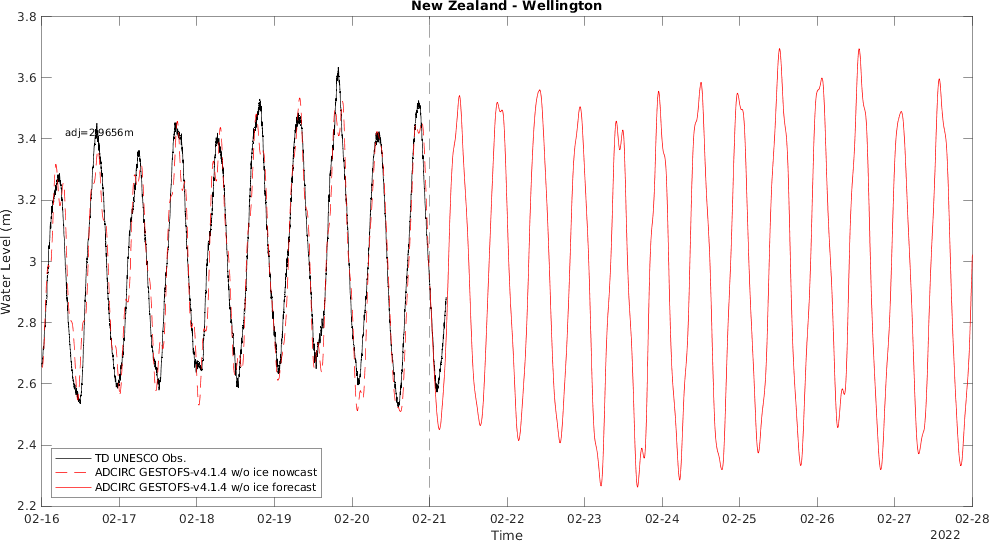 New Zealand - Wellington
3.8
3.6
3.4
3.2
3
2.8
2.6
2.4
2.2
Water Level (m)
adj=2.9656m
TD UNESCO Obs.
ADCIRC GESTOFS-v4.1.4 w/o ice nowcast
ADCIRC GESTOFS-v4.1.4 w/o ice forecast
02-16 02-17 02-18 02-19 02-20 02-21 02-22 02-23 02-24 02-25 02-26 02-27 02-28
Time
2022